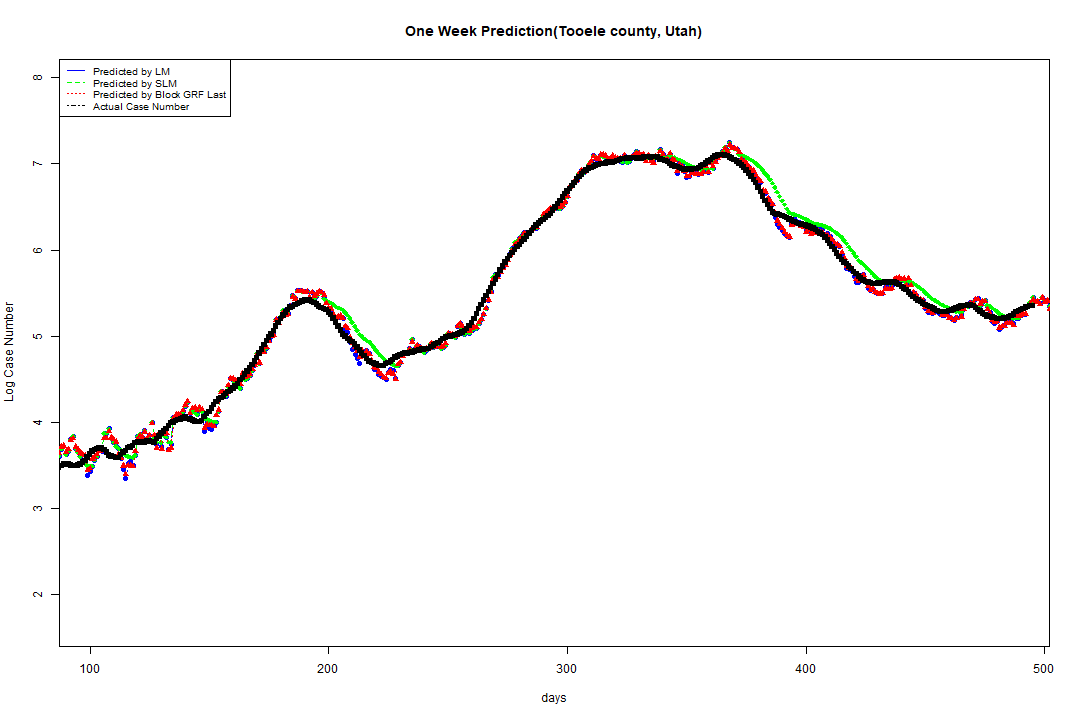 One Week Prediction(Tooele county, Utah)
Predicted by LM
Predicted by SLM
Predicted by Block GRF Last
Actual Case Number
8
7
6
5
4
3
2
Log Case Number
100 200 300 400 500
days